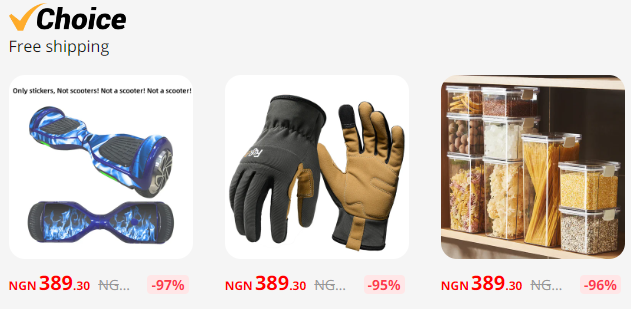 Choice
Free shipping
Only stickers, Not scooters! Not a scooter! Not a scooter!
NGN 389.30 NG... -97%
NGN 389.30 NG... -95%
NGN 389.30 NG... -96%